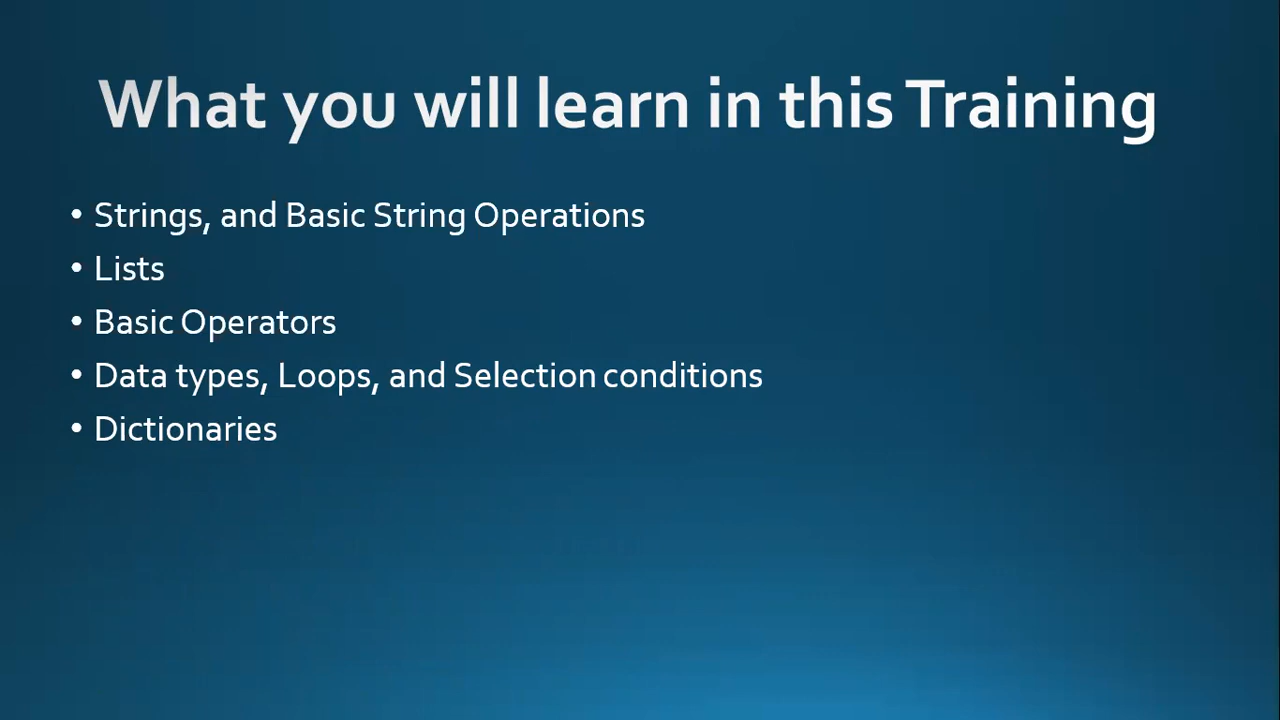 What you will learn in this Training
• Strings, and Basic String Operations
• Lists
• Basic Operators
• Data types, Loops, and Selection conditions
• Dictionaries